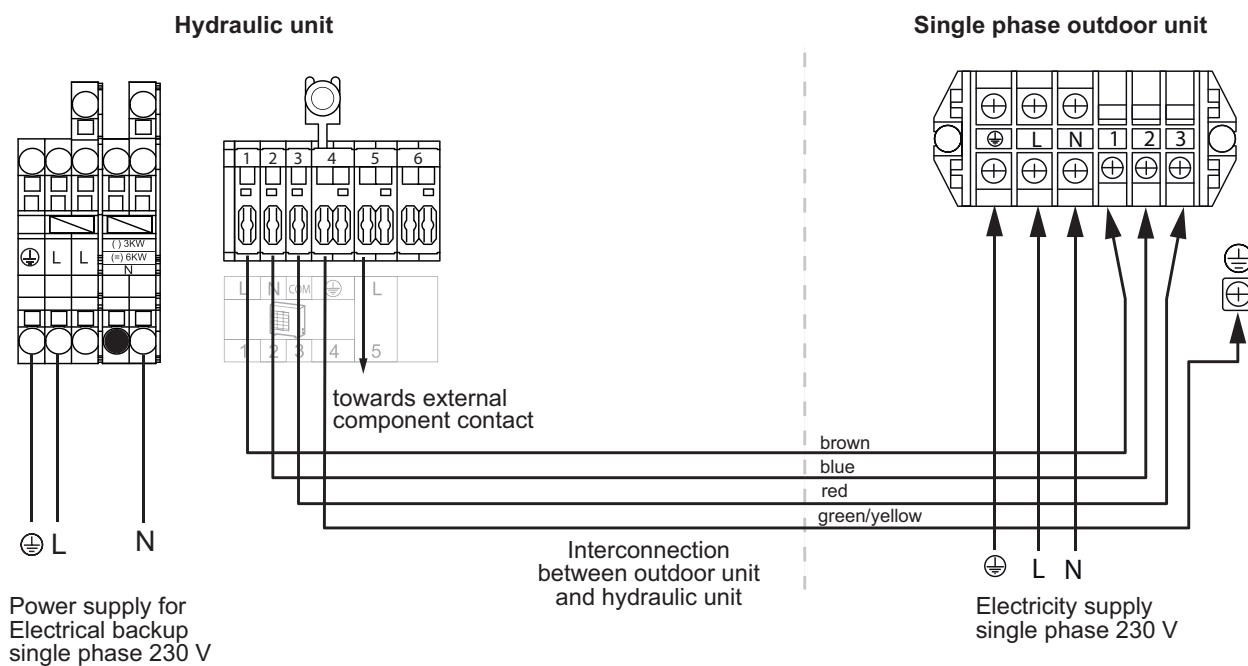 Hydraulic unit
Single phase outdoor unit
1 2 3 4 5 6
L N 1 2 3
L L
( ) 3KW
(=) 6KW
N
L N COM L
1 2 3 4 5
towards external
component contact
brown
blue
red
green/yellow
L N
Interconnection
between outdoor unit
and hydraulic unit
L N
Power supply for
Electrical backup
single phase 230 V
Electricity supply
single phase 230 V